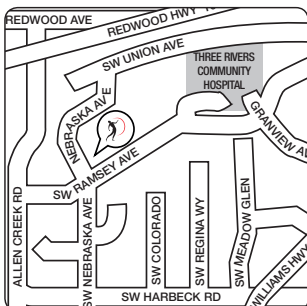 REDWOOD AVE
REDWOOD HWY
SW UNION AVE
THREE RIVERS
COMMUNITY
HOSPITAL
NEBRASKA AVE
GRANVIEW AV
SW RAMSEY AVE
ALLEN CREEK RD
SW NEBRASKA AVE
SW COLORADO
SW REGINA WY
SW MEADOW GLEN
WILLIAMS HWY
SW HARBECK RD